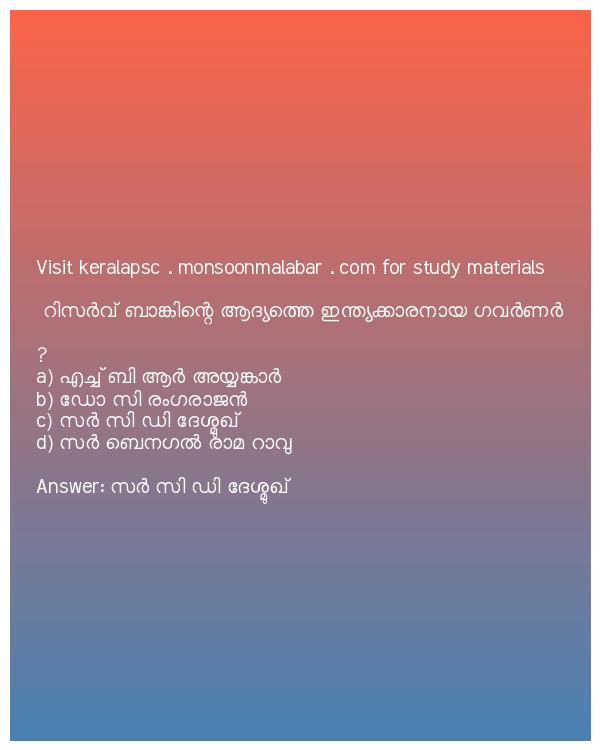 Visit keralapsc . monsoonmalabar . com for study materials
റിസർവ് ബാങ്കിന്റെ ആദ്യത്തെ ഇന്ത്യക്കാരനായ ഗവർണർ
?
a) എച്ച് ബി ആർ അയ്യങ്കാർ
b) ഡോ സി രംഗരാജൻ
c) സർ സി ഡി ദേശ്മുഖ്
d) സർ ബെനഗൽ രാമ റാവു
Answer: സർ സി ഡി ദേശ്മുഖ്